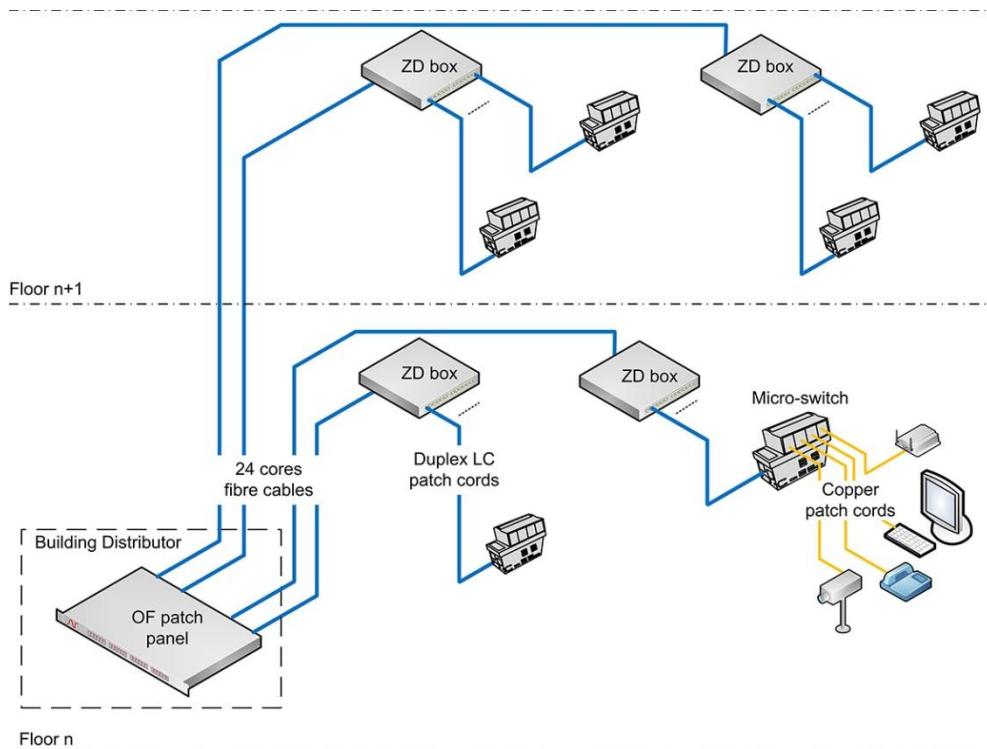 ZD box
ZD box
Floor n+1
ZD box
ZD box
Micro-switch
24 cores
fibre cables
Duplex LC
patch cords
Copper
patch cords
Building Distributor
OF patch
panel
Floor n